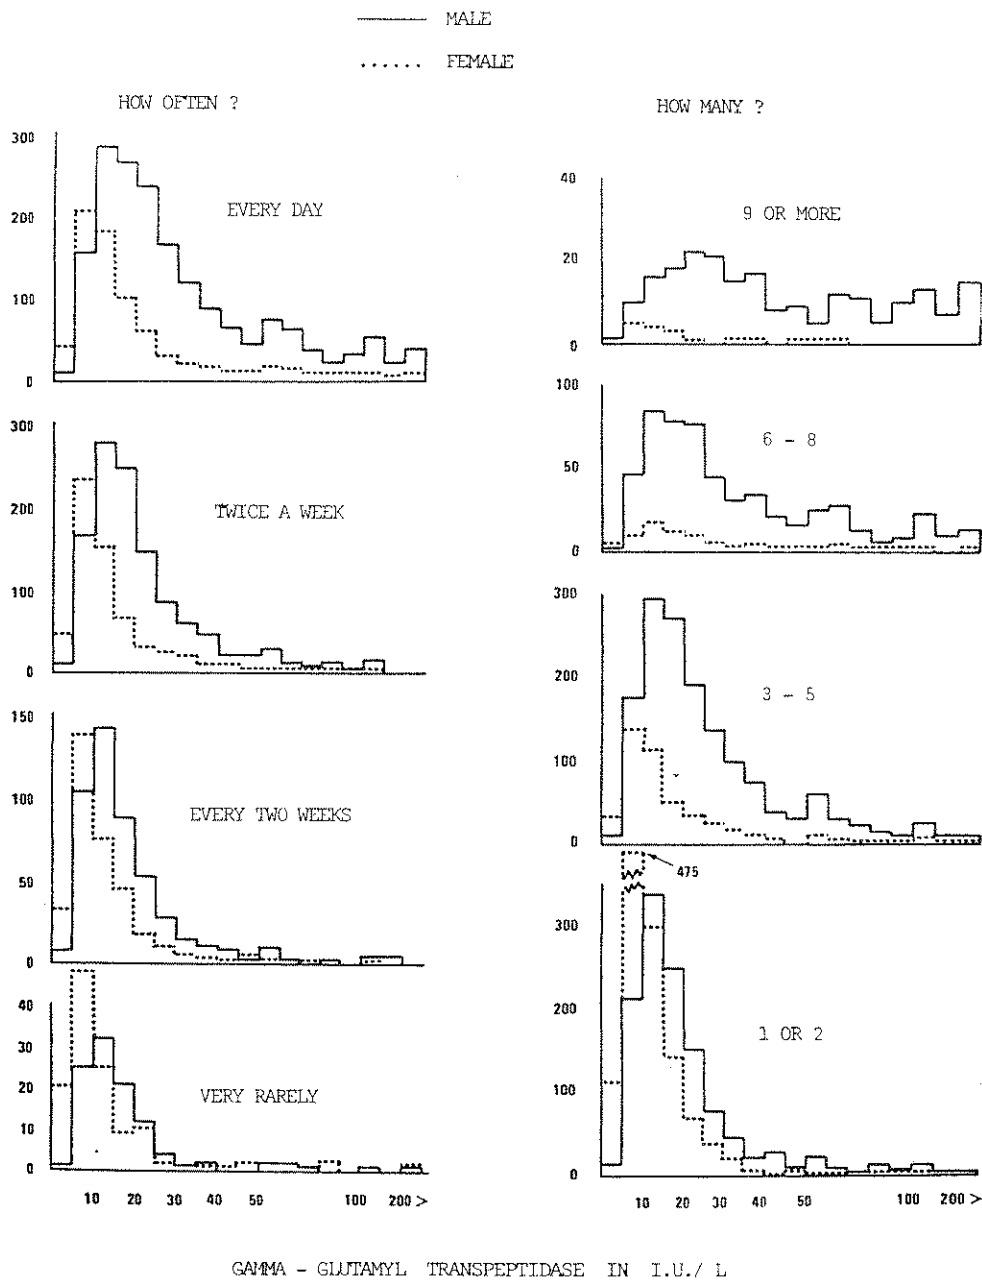 MALE
FEMALE
HOW OFTEN ?
300
200
100
0
EVERY DAY
300
200
100
0
TWICE A WEEK
150
100
50
0
EVERY TWO WEEKS
40
30
20
10
0
VERY RARELY
10 20 30 40 50 100 200 >
HOW MANY ?
40
20
0
9 OR MORE
100
50
0
6 - 8
300
200
100
0
3 - 5
475
300
200
100
0
1 OR 2
10 20 30 40 50 100 200 >
GAMMA - GLUTAMYL TRANSPEPTIDASE IN I.U./ L